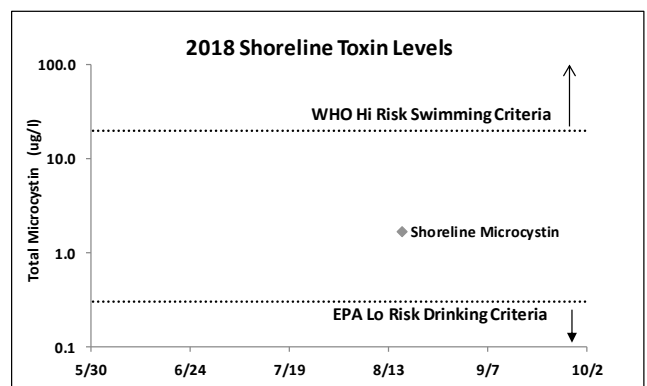 2018 Shoreline Toxin Levels
100.0
WHO Hi Risk Swimming Criteria
10.0
Total Microcystin (ug/l)
Shoreline Microcystin
1.0
EPA Lo Risk Drinking Criteria
0.1
5/30 6/24 7/19 8/13 9/7 10/2